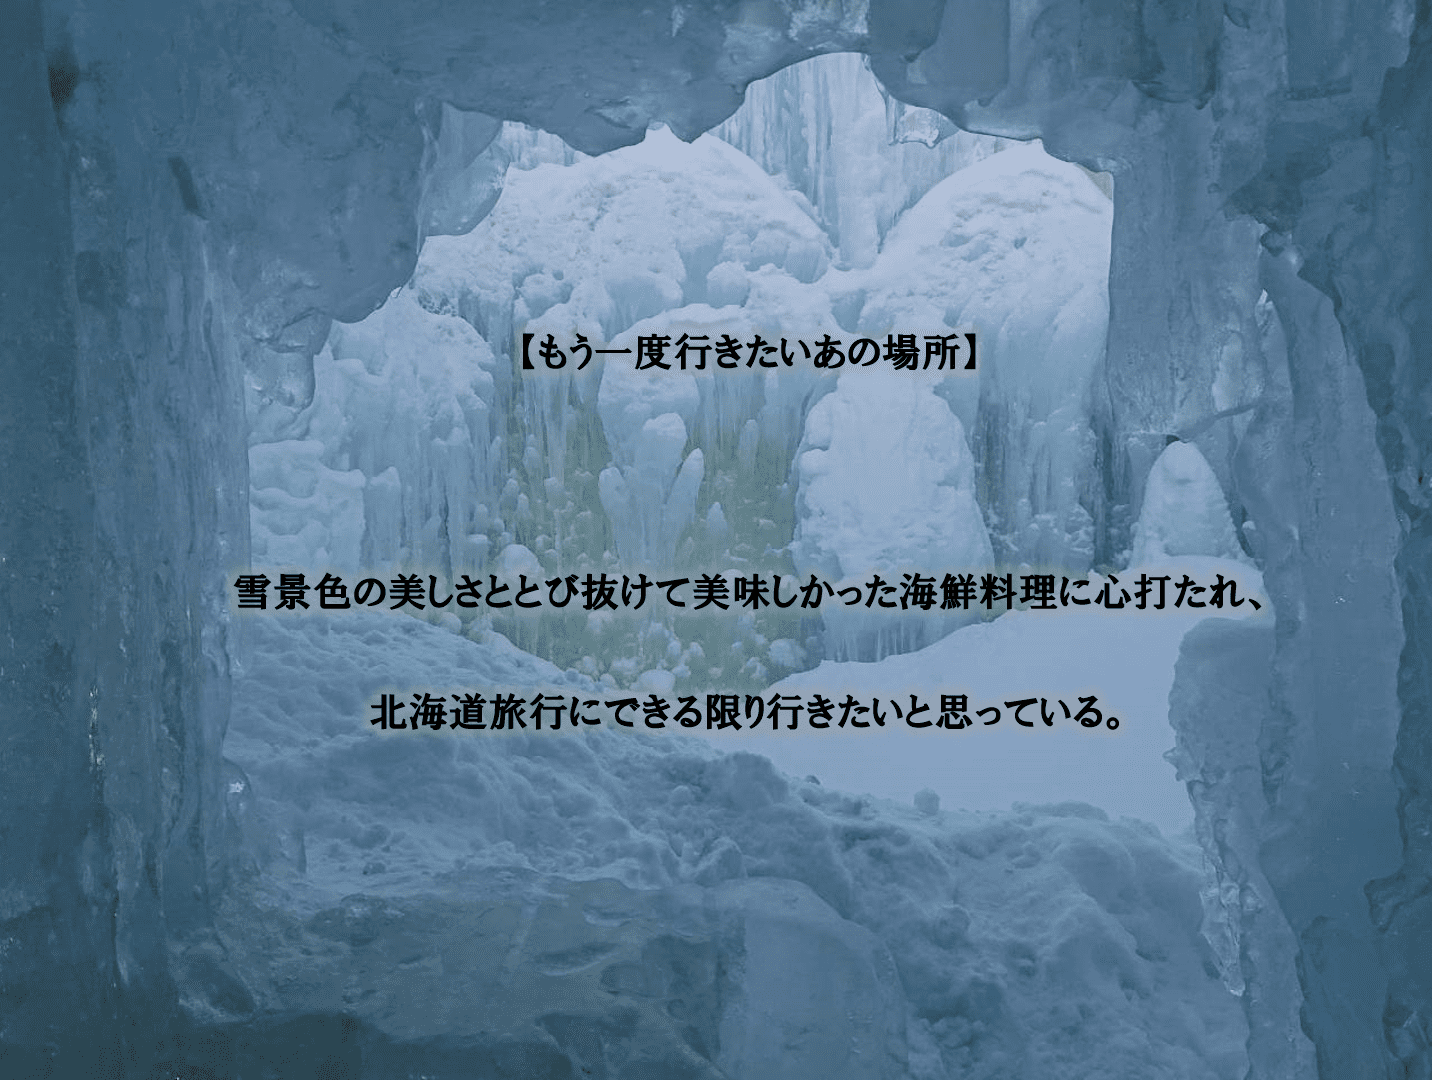 【もう一度行きたいあの場所】
雪景色の美しさととび抜けて美味しかった海鮮料理に心打たれ、
北海道旅行にできる限り行きたいと思っている。